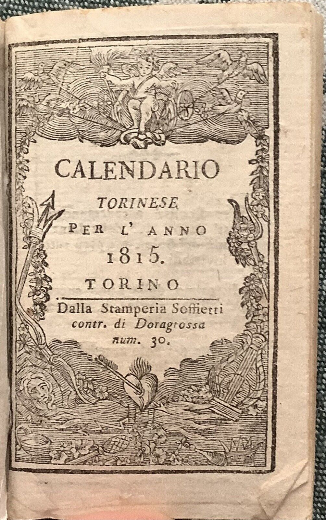 CALENDARIO
TORINESE
PER L' ANNO
1815.
TORINO
Dalla Stamperia Soffietti
contr. di Doragrossa
num. 30.